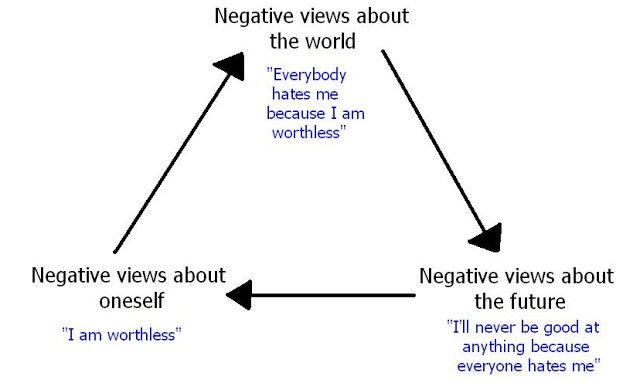 Negative views about
the world
"Everybody
hates me
because I am
worthless"
Negative views about
oneself
"I am worthless"
Negative views about
the future
"I'll never be good at
anything because
everyone hates me"